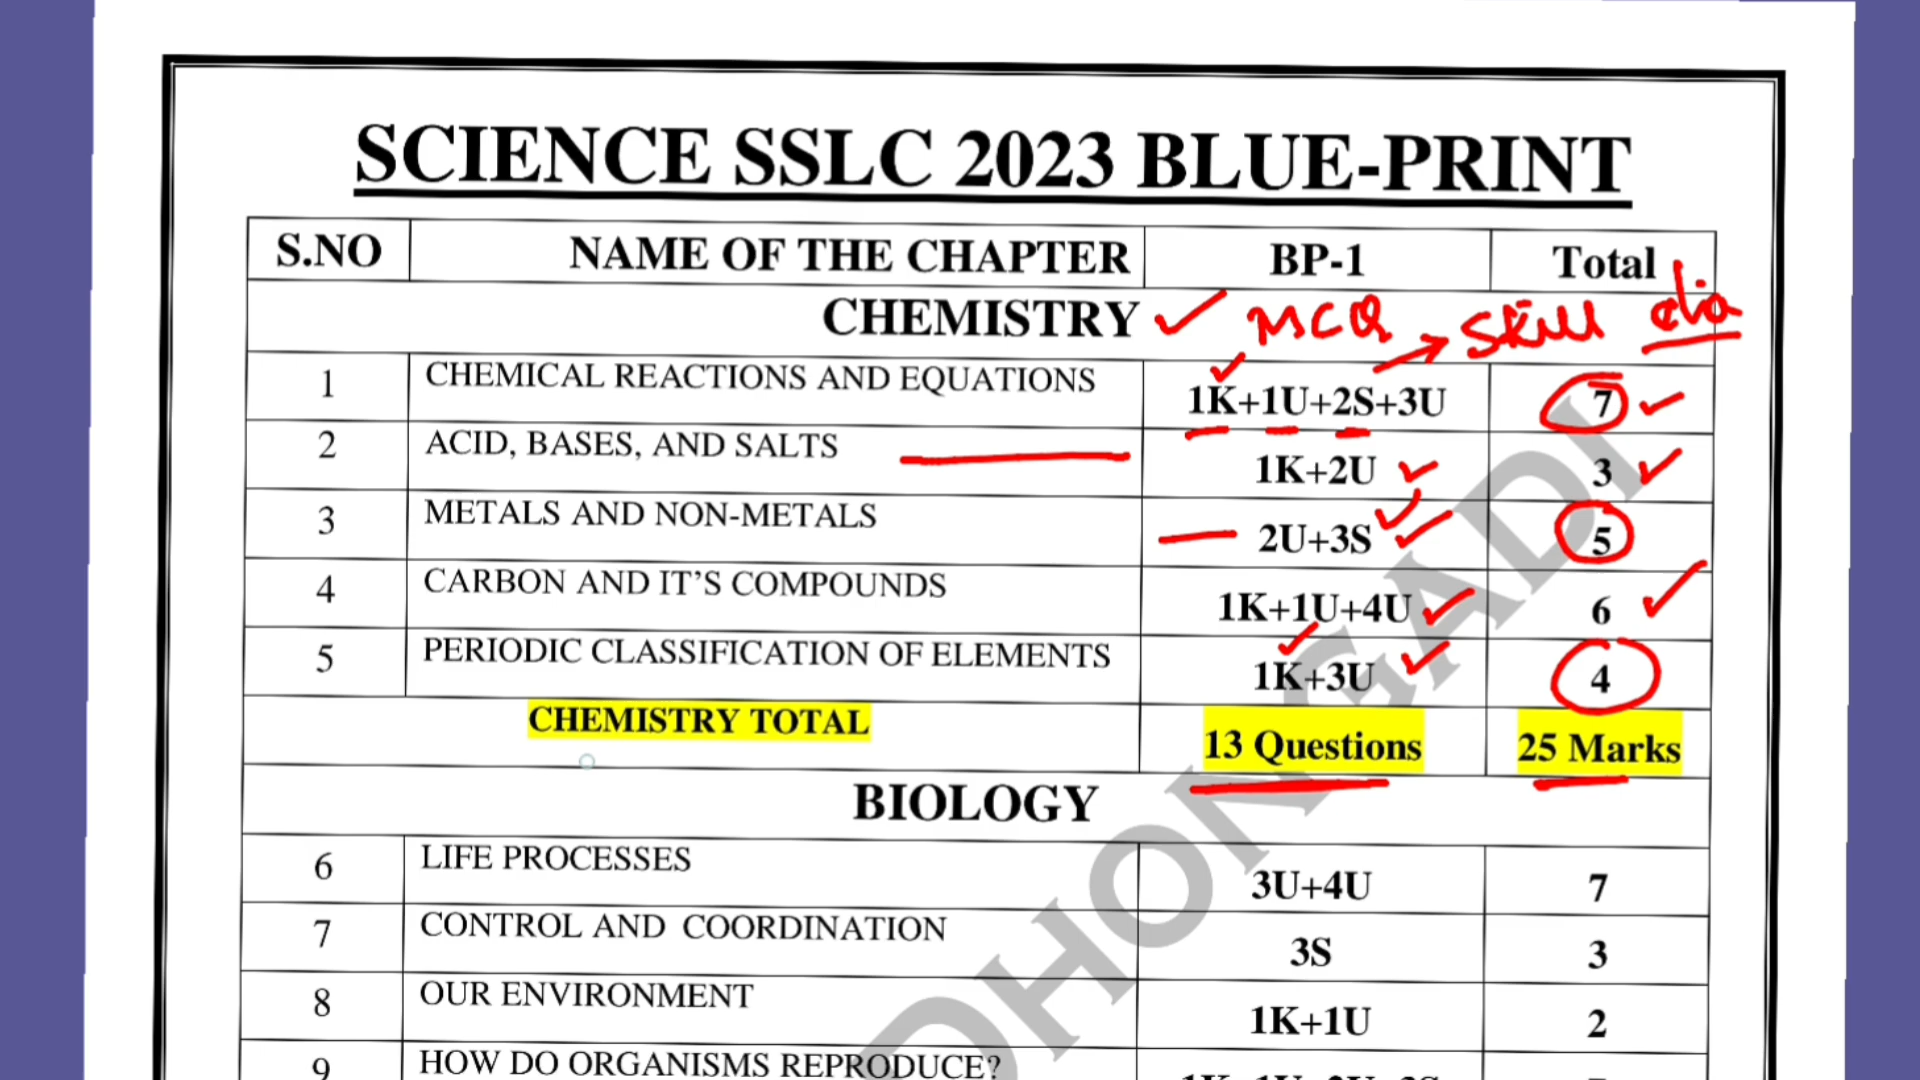 SCIENCE SSLC 2023 BLUE-PRINT
S.NO NAME OF THE CHAPTER BP-1 Total
CHEMISTRY MCQ Skill dia
1 CHEMICAL REACTIONS AND EQUATIONS 1K+1U+2S+3U 7
2 ACID, BASES, AND SALTS 1K+2U 3
3 METALS AND NON-METALS 2U+3S 5
4 CARBON AND IT’S COMPOUNDS 1K+1U+4U 6
5 PERIODIC CLASSIFICATION OF ELEMENTS 1K+3U 4
CHEMISTRY TOTAL 13 Questions 25 Marks
BIOLOGY
6 LIFE PROCESSES 3U+4U 7
7 CONTROL AND COORDINATION 3S 3
8 OUR ENVIRONMENT 1K+1U 2
9 HOW DO ORGANISMS REPRODUCE?
DHONGADI